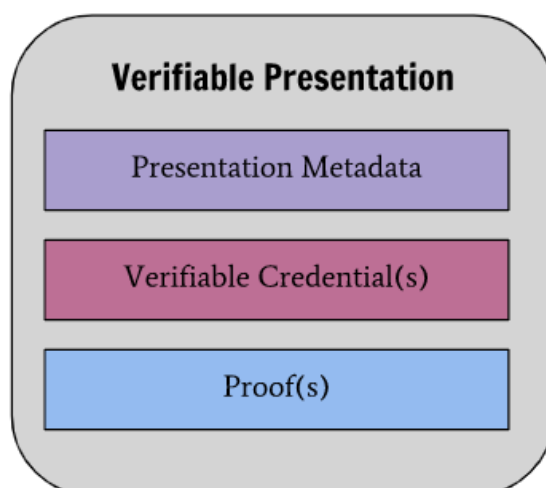 Verifiable Presentation
Presentation Metadata
Verifiable Credential(s)
Proof(s)